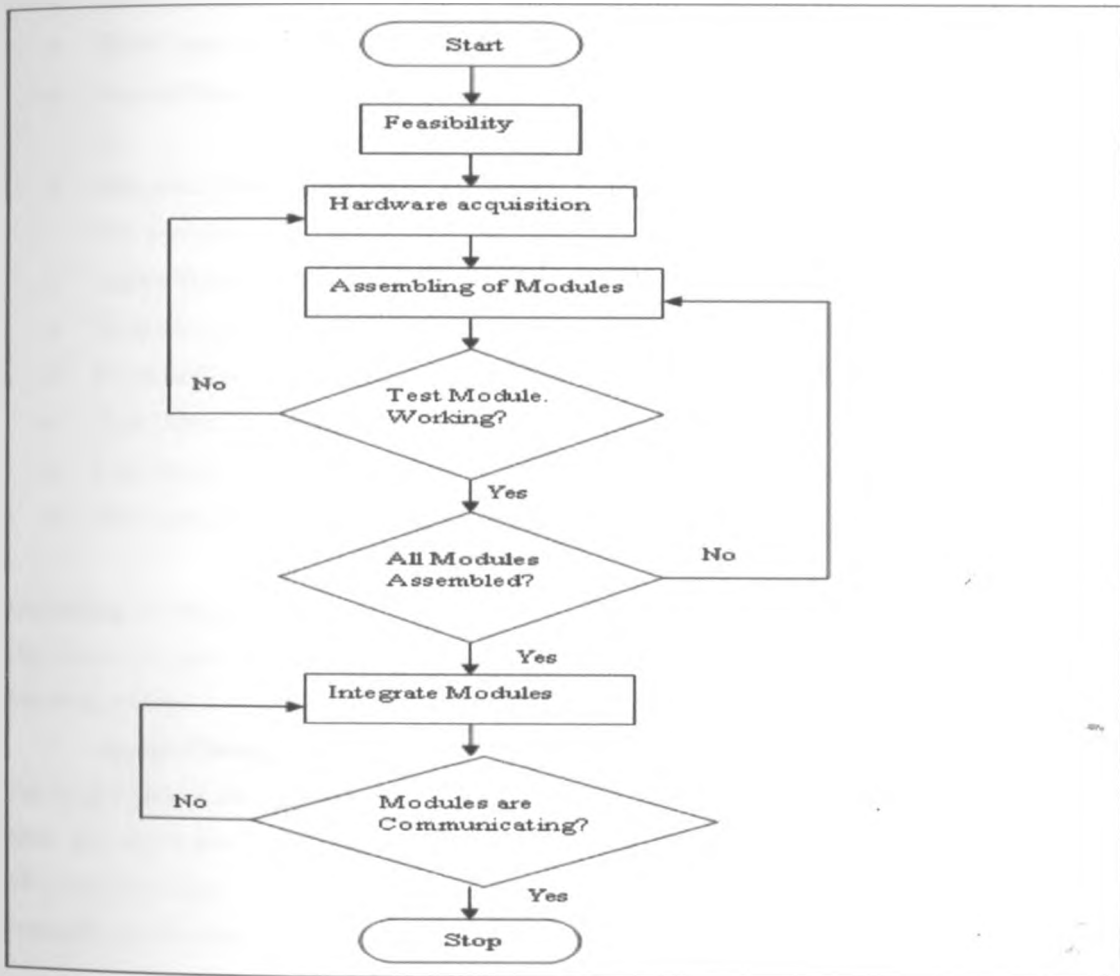 Start
Feasibility
Hardware acquisition
Assembling of Modules
No
Test Module.
Working?
Yes
All Modules
Assembled?
No
Yes
Integrate Modules
No
Modules are
Communicating?
Yes
Stop